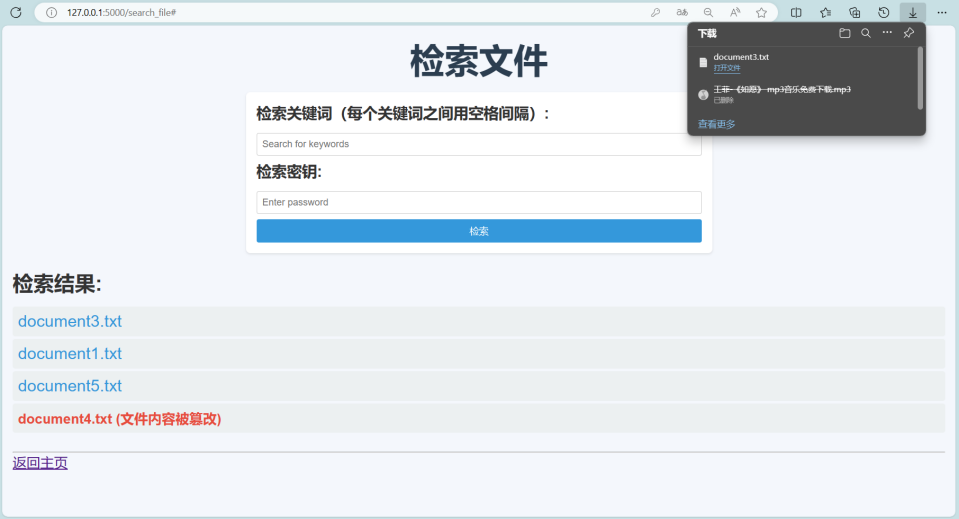 127.0.0.1:5000/search_file#
下载
document3.txt
打开文件
王菲-《如愿》-mp3音乐免费下载.mp3
已删除
查看更多
检索文件
检索关键词（每个关键词之间用空格间隔）:
Search for keywords
检索密钥:
Enter password
检索
检索结果:
document3.txt
document1.txt
document5.txt
document4.txt (文件内容被篡改)
返回主页